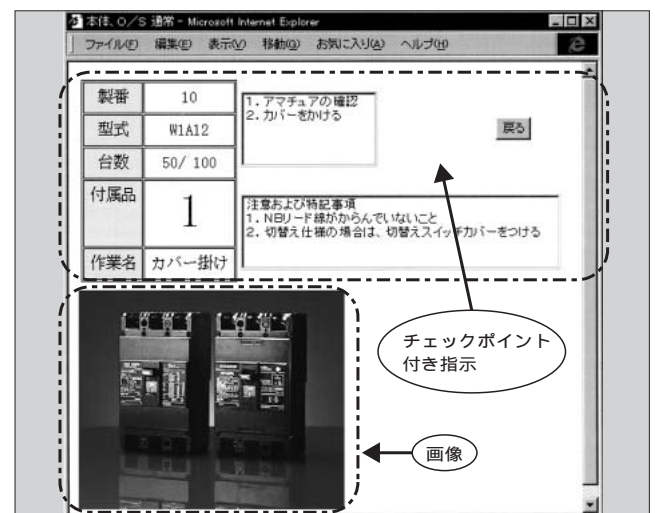 本体、O／S 通常 - Microsoft Internet Explorer
ファイル(F) 編集(E) 表示(V) 移動(G) お気に入り(A) ヘルプ(H)
製番 10
型式 W1A12
台数 50/ 100
付属品 1
作業名 カバー掛け
1. アマチュアの確認
2. カバーをかける
戻る
注意および特記事項
1. NBリード線がからんでいないこと
2. 切替え仕様の場合は、切替えスイッチカバーをつける
チェックポイント
付き指示
画像